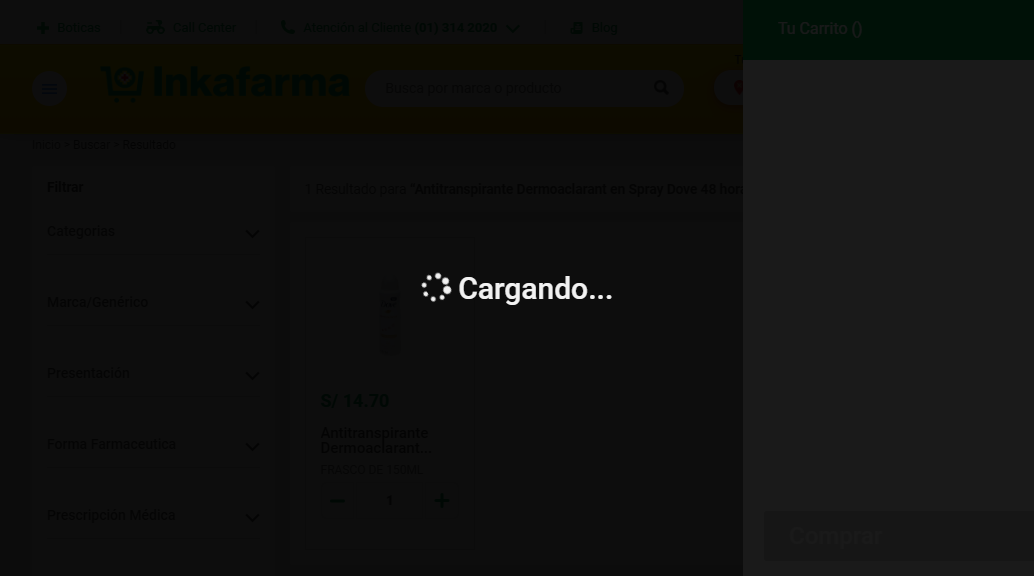 Boticas
Call Center
Atención al Cliente (01) 314 2020
Blog
Tu Carrito ()
Inkafarma
Busca por marca o producto
Inicio > Buscar > Resultado
Filtrar
1 Resultado para "Antitranspirante Dermoaclarant en Spray Dove 48 hora
Categorías
Marca/Genérico
Cargando...
Presentación
S/ 14.70
Antitranspirante
Dermoaclarant...
FRASCO DE 150ML
Forma Farmaceutica
1
Prescripción Médica
Comprar